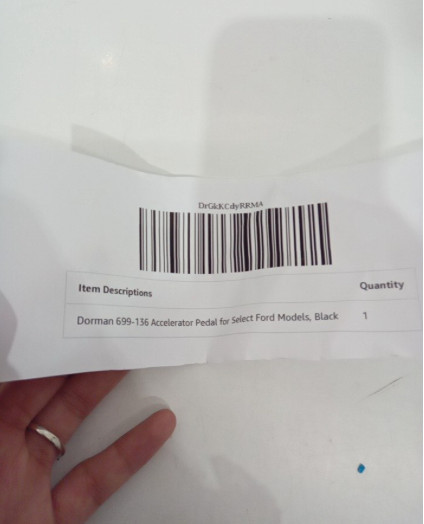 DrGkKCdyRRMA
Item Descriptions Quantity
Dorman 699-136 Accelerator Pedal for Select Ford Models, Black 1